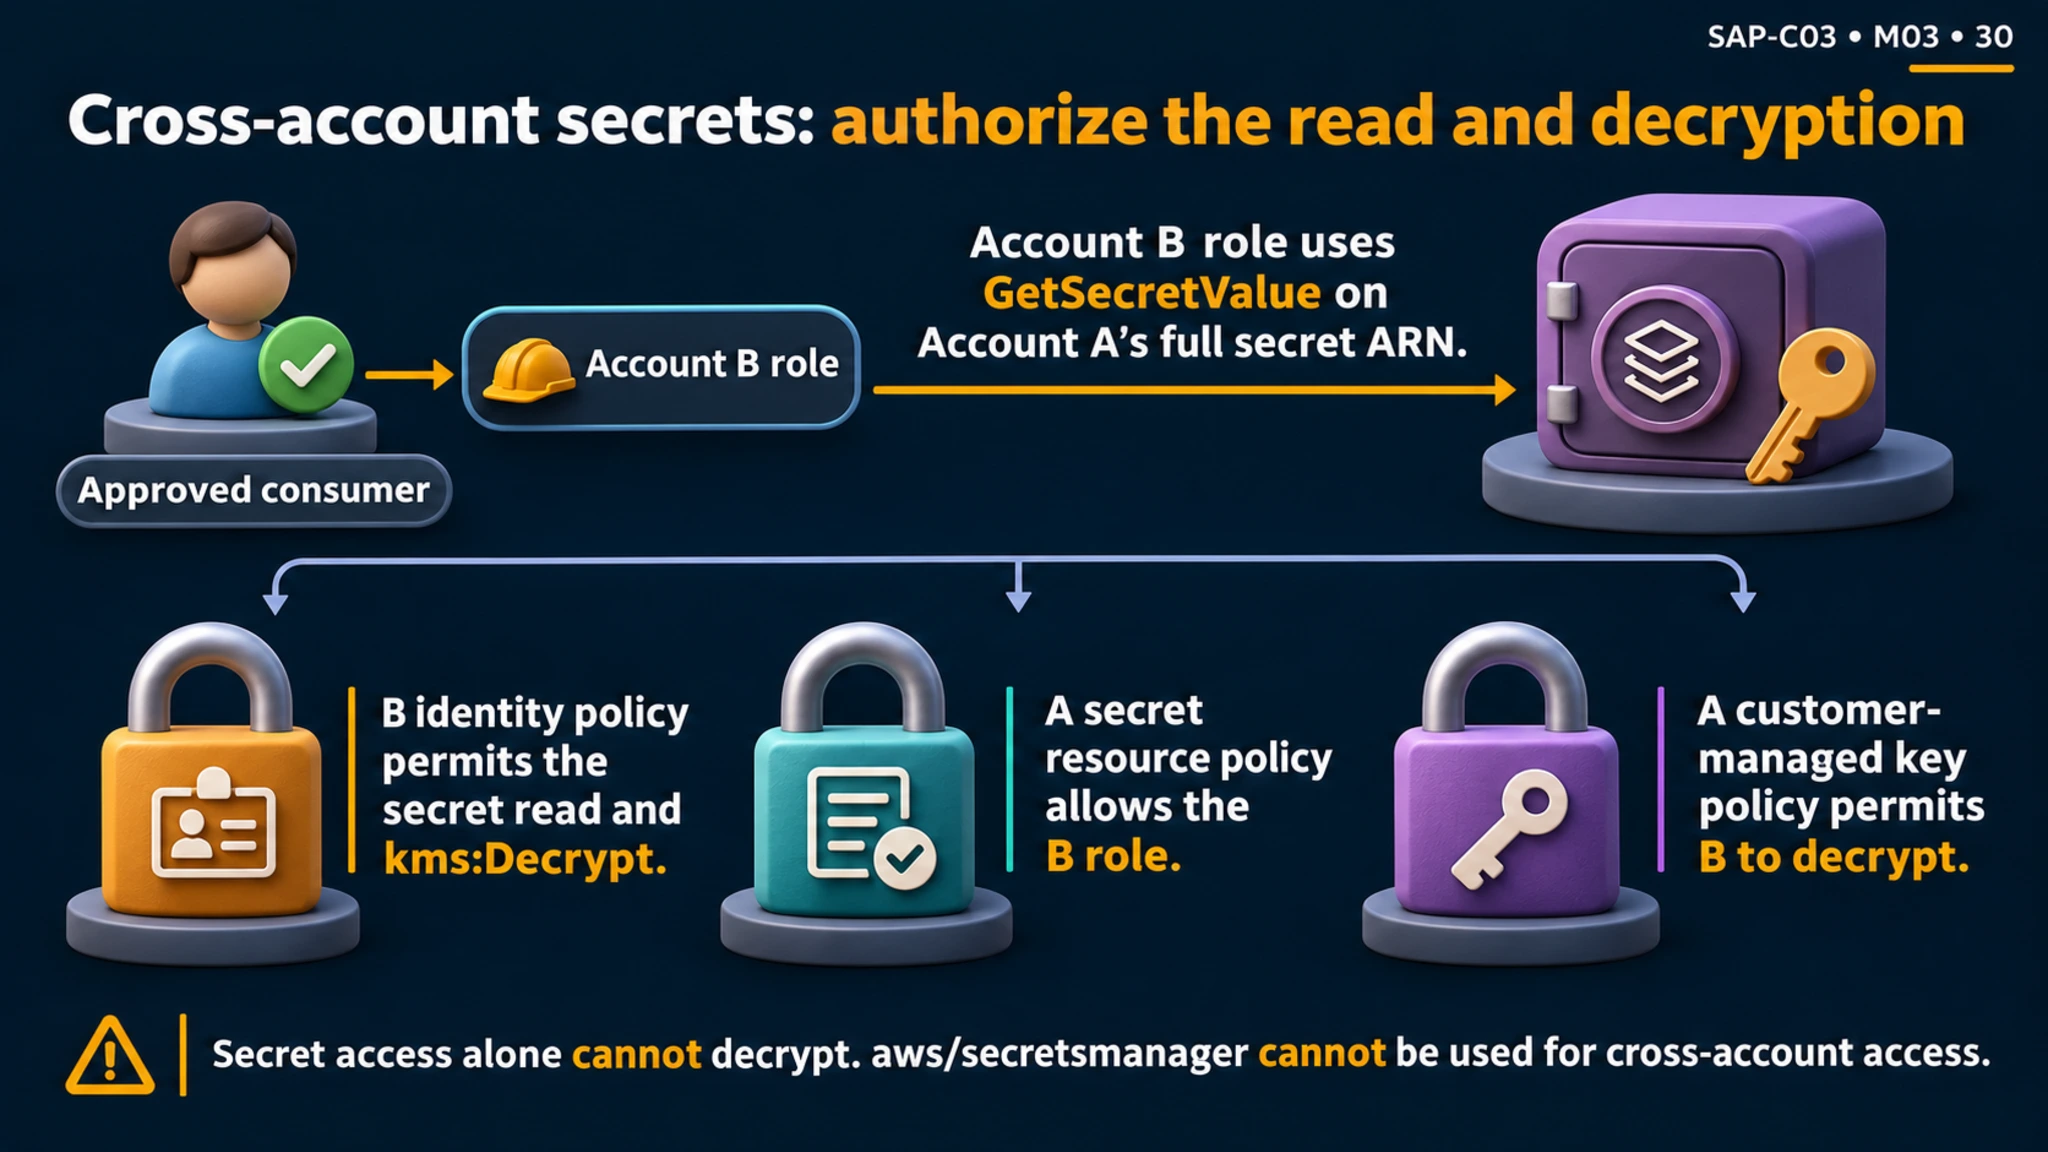 SAP-C03 • M03 • 30
Cross-account secrets: authorize the read and decryption
Approved consumer
Account B role
Account B role uses
GetSecretValue on
Account A’s full secret ARN.
B identity policy
permits the
secret read and
kms:Decrypt.
A secret
resource policy
allows the
B role.
A customer-
managed key
policy permits
B to decrypt.
Secret access alone cannot decrypt. aws/secretsmanager cannot be used for cross-account access.